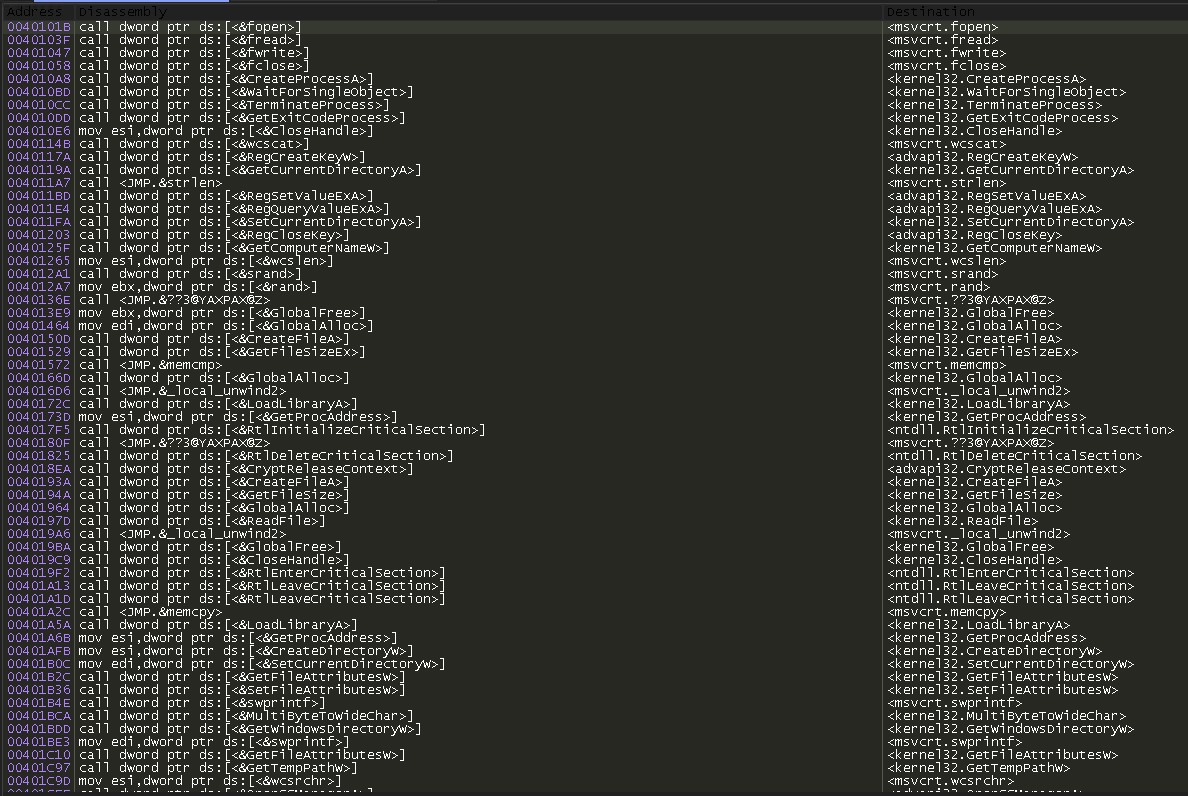 Address Disassembly Destination
0040101B call dword ptr ds:[<&fopen>] <msvcrt.fopen>
0040103F call dword ptr ds:[<&fread>] <msvcrt.fread>
00401047 call dword ptr ds:[<&fwrite>] <msvcrt.fwrite>
00401058 call dword ptr ds:[<&fclose>] <msvcrt.fclose>
004010A8 call dword ptr ds:[<&CreateProcessA>] <kernel32.CreateProcessA>
004010BD call dword ptr ds:[<&WaitForSingleObject>] <kernel32.WaitForSingleObject>
004010CC call dword ptr ds:[<&TerminateProcess>] <kernel32.TerminateProcess>
004010DD call dword ptr ds:[<&GetExitCodeProcess>] <kernel32.GetExitCodeProcess>
004010E6 mov esi,dword ptr ds:[<&CloseHandle>] <kernel32.CloseHandle>
0040114B call dword ptr ds:[<&wcscat>] <msvcrt.wcscat>
0040117A call dword ptr ds:[<&RegCreateKeyW>] <advapi32.RegCreateKeyW>
0040119A call dword ptr ds:[<&GetCurrentDirectoryA>] <kernel32.GetCurrentDirectoryA>
004011A7 call <JMP.&strlen> <msvcrt.strlen>
004011BD call dword ptr ds:[<&RegSetValueExA>] <advapi32.RegSetValueExA>
004011E4 call dword ptr ds:[<&RegQueryValueExA>] <advapi32.RegQueryValueExA>
004011FA call dword ptr ds:[<&SetCurrentDirectoryA>] <kernel32.SetCurrentDirectoryA>
00401203 call dword ptr ds:[<&RegCloseKey>] <advapi32.RegCloseKey>
0040125F call dword ptr ds:[<&GetComputerNameW>] <kernel32.GetComputerNameW>
00401265 mov esi,dword ptr ds:[<&wcslen>] <msvcrt.wcslen>
004012A1 call dword ptr ds:[<&srand>] <msvcrt.srand>
004012A7 mov ebx,dword ptr ds:[<&rand>] <msvcrt.rand>
0040136E call <JMP.&??3@YAXPAX@Z> <msvcrt.??3@YAXPAX@Z>
004013E9 mov ebx,dword ptr ds:[<&GlobalFree>] <kernel32.GlobalFree>
00401464 mov edi,dword ptr ds:[<&GlobalAlloc>] <kernel32.GlobalAlloc>
0040150D call dword ptr ds:[<&CreateFileA>] <kernel32.CreateFileA>
00401529 call dword ptr ds:[<&GetFileSizeEx>] <kernel32.GetFileSizeEx>
00401572 call <JMP.&memcmp> <msvcrt.memcmp>
0040166D call dword ptr ds:[<&GlobalAlloc>] <kernel32.GlobalAlloc>
004016D6 call <JMP.&_local_unwind2> <msvcrt._local_unwind2>
0040172C call dword ptr ds:[<&LoadLibraryA>] <kernel32.LoadLibraryA>
0040173D mov esi,dword ptr ds:[<&GetProcAddress>] <kernel32.GetProcAddress>
004017F5 call dword ptr ds:[<&RtlInitializeCriticalSection>] <ntdll.RtlInitializeCriticalSection>
0040180F call <JMP.&??3@YAXPAX@Z> <msvcrt.??3@YAXPAX@Z>
00401825 call dword ptr ds:[<&RtlDeleteCriticalSection>] <ntdll.RtlDeleteCriticalSection>
004018EA call dword ptr ds:[<&CryptReleaseContext>] <advapi32.CryptReleaseContext>
0040193A call dword ptr ds:[<&CreateFileA>] <kernel32.CreateFileA>
0040194A call dword ptr ds:[<&GetFileSize>] <kernel32.GetFileSize>
00401964 call dword ptr ds:[<&GlobalAlloc>] <kernel32.GlobalAlloc>
0040197D call dword ptr ds:[<&ReadFile>] <kernel32.ReadFile>
004019A6 call <JMP.&_local_unwind2> <msvcrt._local_unwind2>
004019BA call dword ptr ds:[<&GlobalFree>] <kernel32.GlobalFree>
004019C9 call dword ptr ds:[<&CloseHandle>] <kernel32.CloseHandle>
004019F2 call dword ptr ds:[<&RtlEnterCriticalSection>] <ntdll.RtlEnterCriticalSection>
00401A13 call dword ptr ds:[<&RtlLeaveCriticalSection>] <ntdll.RtlLeaveCriticalSection>
00401A1D call dword ptr ds:[<&RtlLeaveCriticalSection>] <ntdll.RtlLeaveCriticalSection>
00401A2C call <JMP.&memcpy> <msvcrt.memcpy>
00401A5A call dword ptr ds:[<&LoadLibraryA>] <kernel32.LoadLibraryA>
00401A6B mov esi,dword ptr ds:[<&GetProcAddress>] <kernel32.GetProcAddress>
00401AFB mov esi,dword ptr ds:[<&CreateDirectoryW>] <kernel32.CreateDirectoryW>
00401B0C mov edi,dword ptr ds:[<&SetCurrentDirectoryW>] <kernel32.SetCurrentDirectoryW>
00401B2C call dword ptr ds:[<&GetFileAttributesW>] <kernel32.GetFileAttributesW>
00401B36 call dword ptr ds:[<&SetFileAttributesW>] <kernel32.SetFileAttributesW>
00401B4E call dword ptr ds:[<&swprintf>] <msvcrt.swprintf>
00401BCA call dword ptr ds:[<&MultiByteToWideChar>] <kernel32.MultiByteToWideChar>
00401BDD call dword ptr ds:[<&GetWindowsDirectoryW>] <kernel32.GetWindowsDirectoryW>
00401BE3 mov edi,dword ptr ds:[<&swprintf>] <msvcrt.swprintf>
00401C10 call dword ptr ds:[<&GetFileAttributesW>] <kernel32.GetFileAttributesW>
00401C97 call dword ptr ds:[<&GetTempPathW>] <kernel32.GetTempPathW>
00401C9D mov esi,dword ptr ds:[<&wcsrchr>] <msvcrt.wcsrchr>